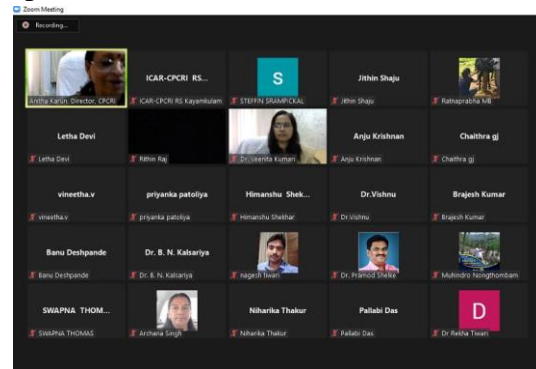 Zoom Meeting
Recording...
Anitha Karun, Director, CPCRI
ICAR-CPCRI RS...
ICAR-CPCRI RS Kayamkulam
S
STEFFIN SRAMPICKAL
Jithin Shaju
Jithin Shaju
Ratnaprabha MB
Letha Devi
Letha Devi
Rithin Raj
Dr. Seenita Kumari
Anju Krishnan
Anju Krishnan
Chaithra gj
Chaithra gj
vineetha.v
vineetha.v
priyanka patoliya
priyanka patoliya
Himanshu Shek...
Himanshu Shekhar
Dr.Vishnu
Dr.Vishnu
Brajesh Kumar
Brajesh Kumar
Banu Deshpande
Banu Deshpande
Dr. B. N. Kalsariya
Dr. B. N. Kalsariya
nagesh tiwari
Dr. Pramod Shelke
Muhindro Nongthombam
SWAPNA THOM...
SWAPNA THOMAS
Archana Singh
Niharika Thakur
Niharika Thakur
Pallabi Das
Pallabi Das
D
Dr Rekha Tiwari